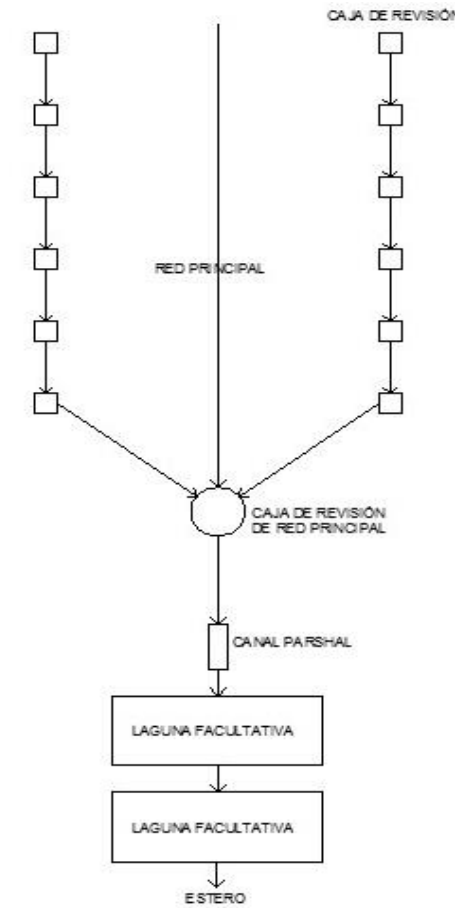 CAJA DE REVISIÓN
RED PRINCIPAL
CAJA DE REVISIÓN
DE RED PRINCIPAL
CANAL PARSHAL
LAGUNA FACULTATIVA
LAGUNA FACULTATIVA
ESTERO